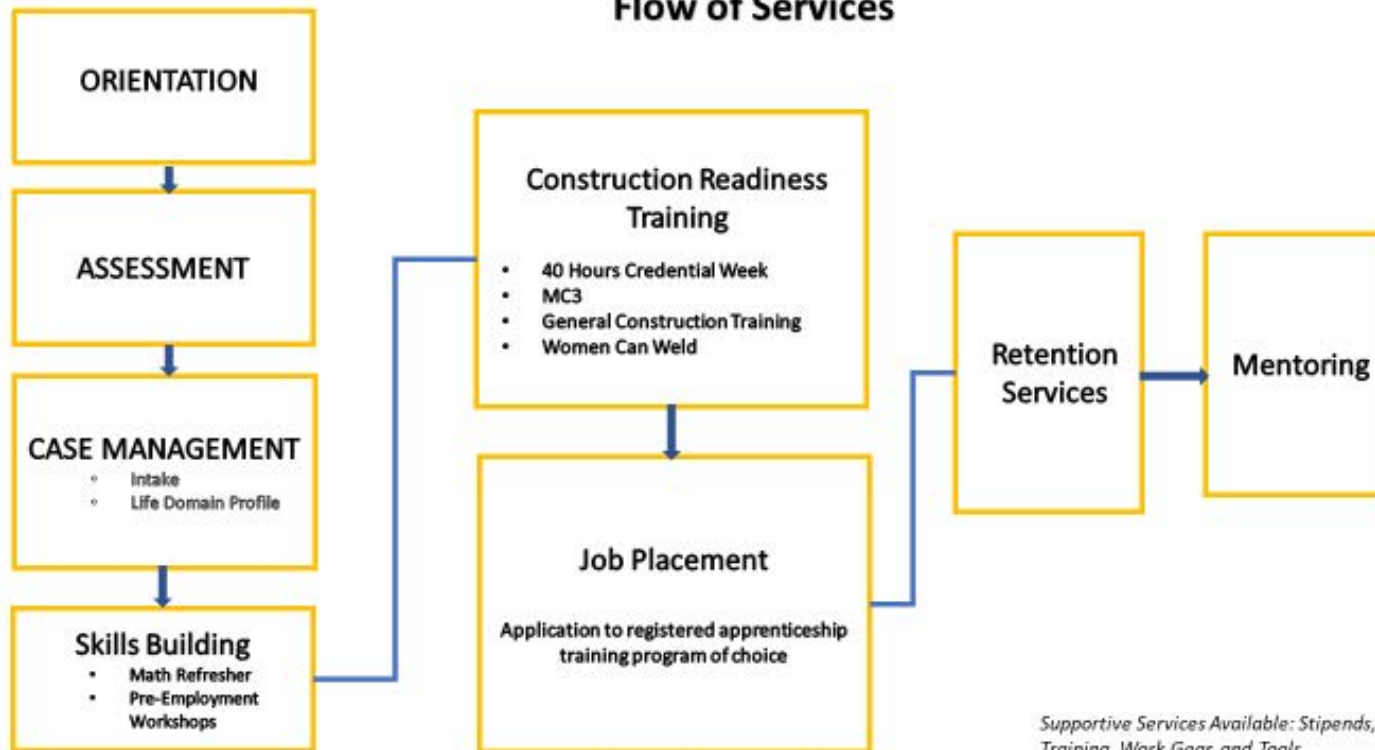 Flow of Services
ORIENTATION
ASSESSMENT
CASE MANAGEMENT
◦ Intake
◦ Life Domain Profile
Skills Building
• Math Refresher
• Pre-Employment
Workshops
Construction Readiness
Training
• 40 Hours Credential Week
• MC3
• General Construction Training
• Women Can Weld
Job Placement
Application to registered apprenticeship
training program of choice
Retention
Services
Mentoring
Supportive Services Available: Stipends,
Training, Work Gear, and Tools